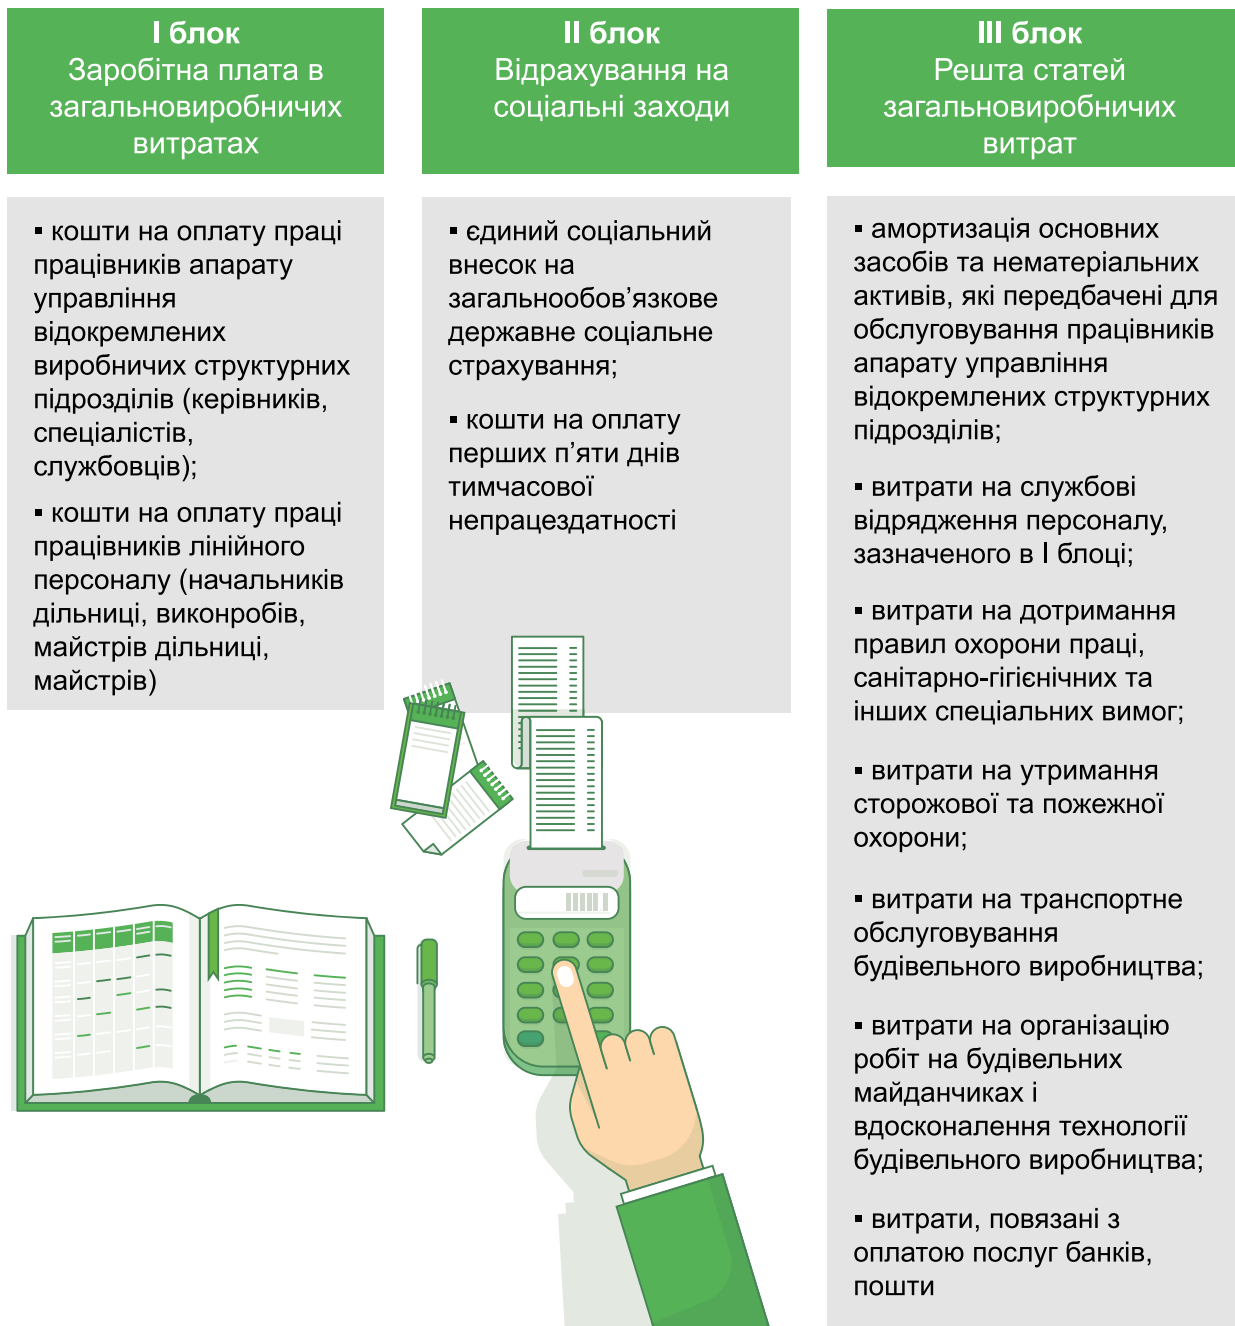 I блок
Заробітна плата в
загальновиробничих
витратах
▪ кошти на оплату праці
працівників апарату
управління
відокремлених
виробничих структурних
підрозділів (керівників,
спеціалістів,
службовців);
▪ кошти на оплату праці
працівників лінійного
персоналу (начальників
дільниці, виконробів,
майстрів дільниці,
майстрів)
II блок
Відрахування на
соціальні заходи
▪ єдиний соціальний
внесок на
загальнообов’язкове
державне соціальне
страхування;
▪ кошти на оплату
перших п’яти днів
тимчасової
непрацездатності
III блок
Решта статей
загальновиробничих
витрат
▪ амортизація основних
засобів та нематеріальних
активів, які передбачені для
обслуговування працівників
апарату управління
відокремлених структурних
підрозділів;
▪ витрати на службові
відрядження персоналу,
зазначеного в I блоці;
▪ витрати на дотримання
правил охорони праці,
санітарно-гігієнічних та
інших спеціальних вимог;
▪ витрати на утримання
сторожової та пожежної
охорони;
▪ витрати на транспортне
обслуговування
будівельного виробництва;
▪ витрати на організацію
робіт на будівельних
майданчиках і
вдосконалення технології
будівельного виробництва;
▪ витрати, повязані з
оплатою послуг банків,
пошти